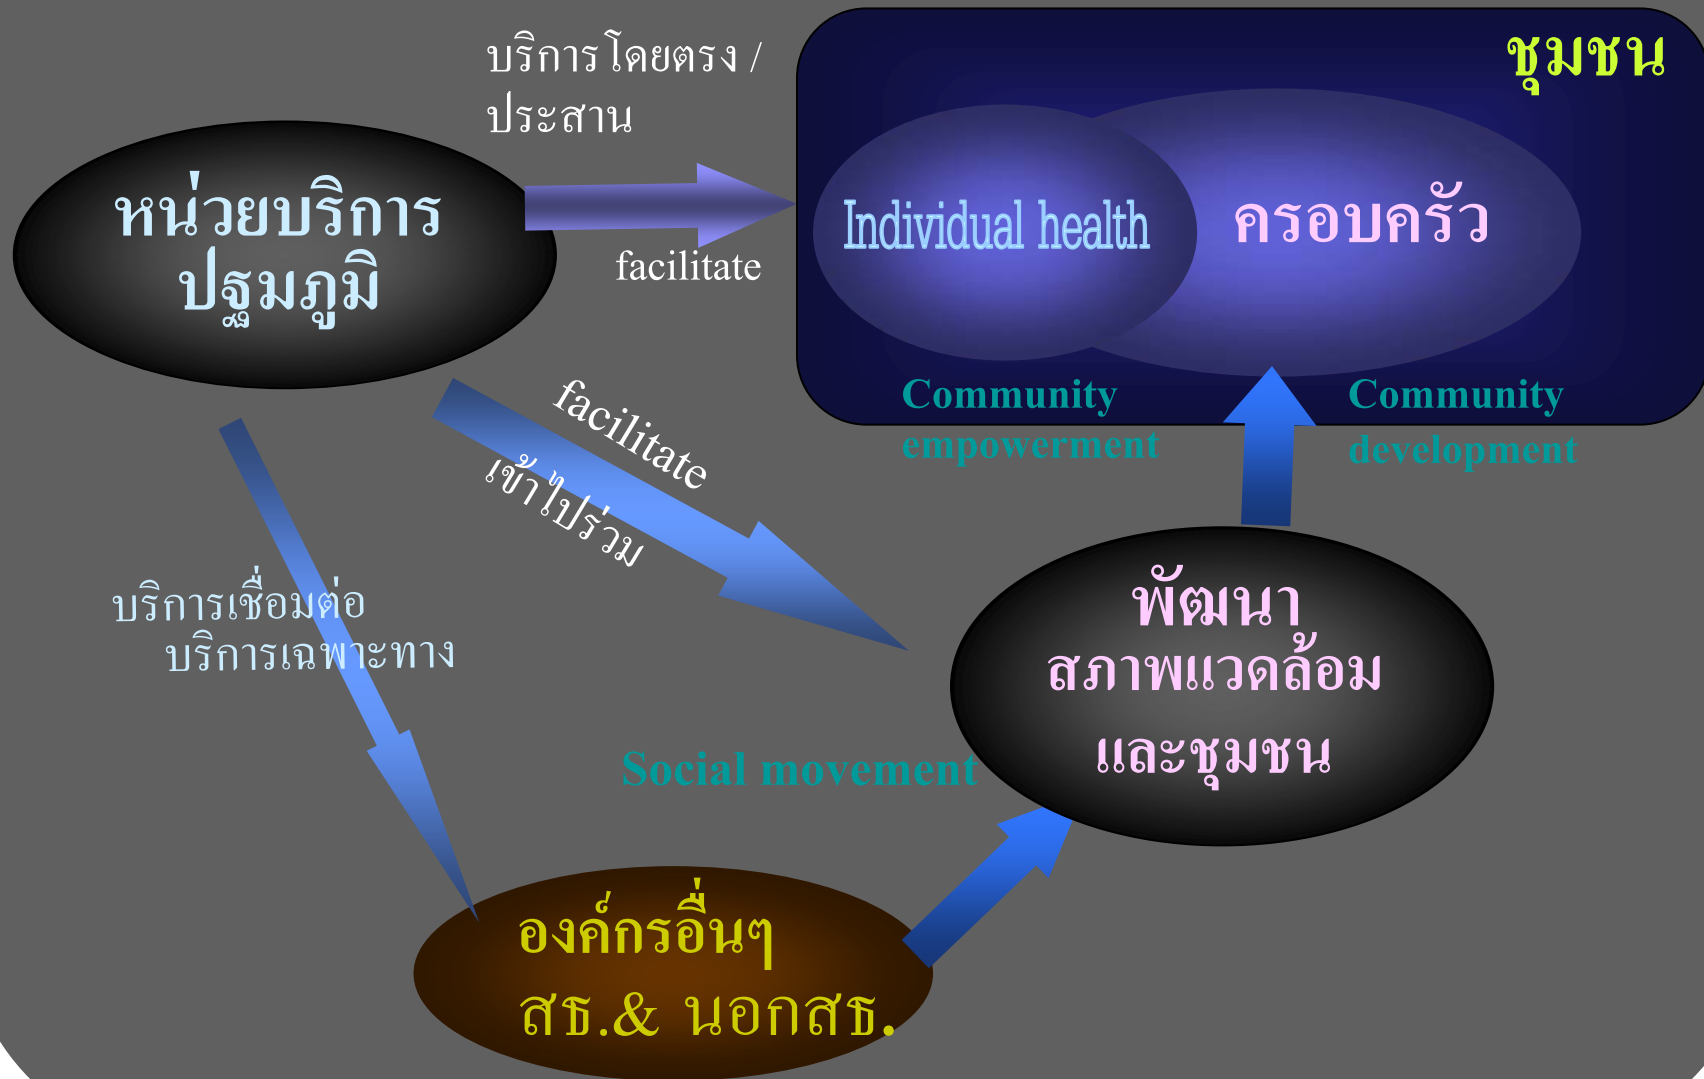 บริการโดยตรง /
ประสาน
ชุมชน
หน่วยบริการ
ปฐมภูมิ
facilitate
Individual health
ครอบครัว
Community
empowerment
Community
development
facilitate
เข้าไปร่วม
บริการเชื่อมต่อ
บริการเฉพาะทาง
พัฒนา
สภาพแวดล้อม
และชุมชน
Social movement
องค์กรอื่นๆ
สธ.& นอกสธ.